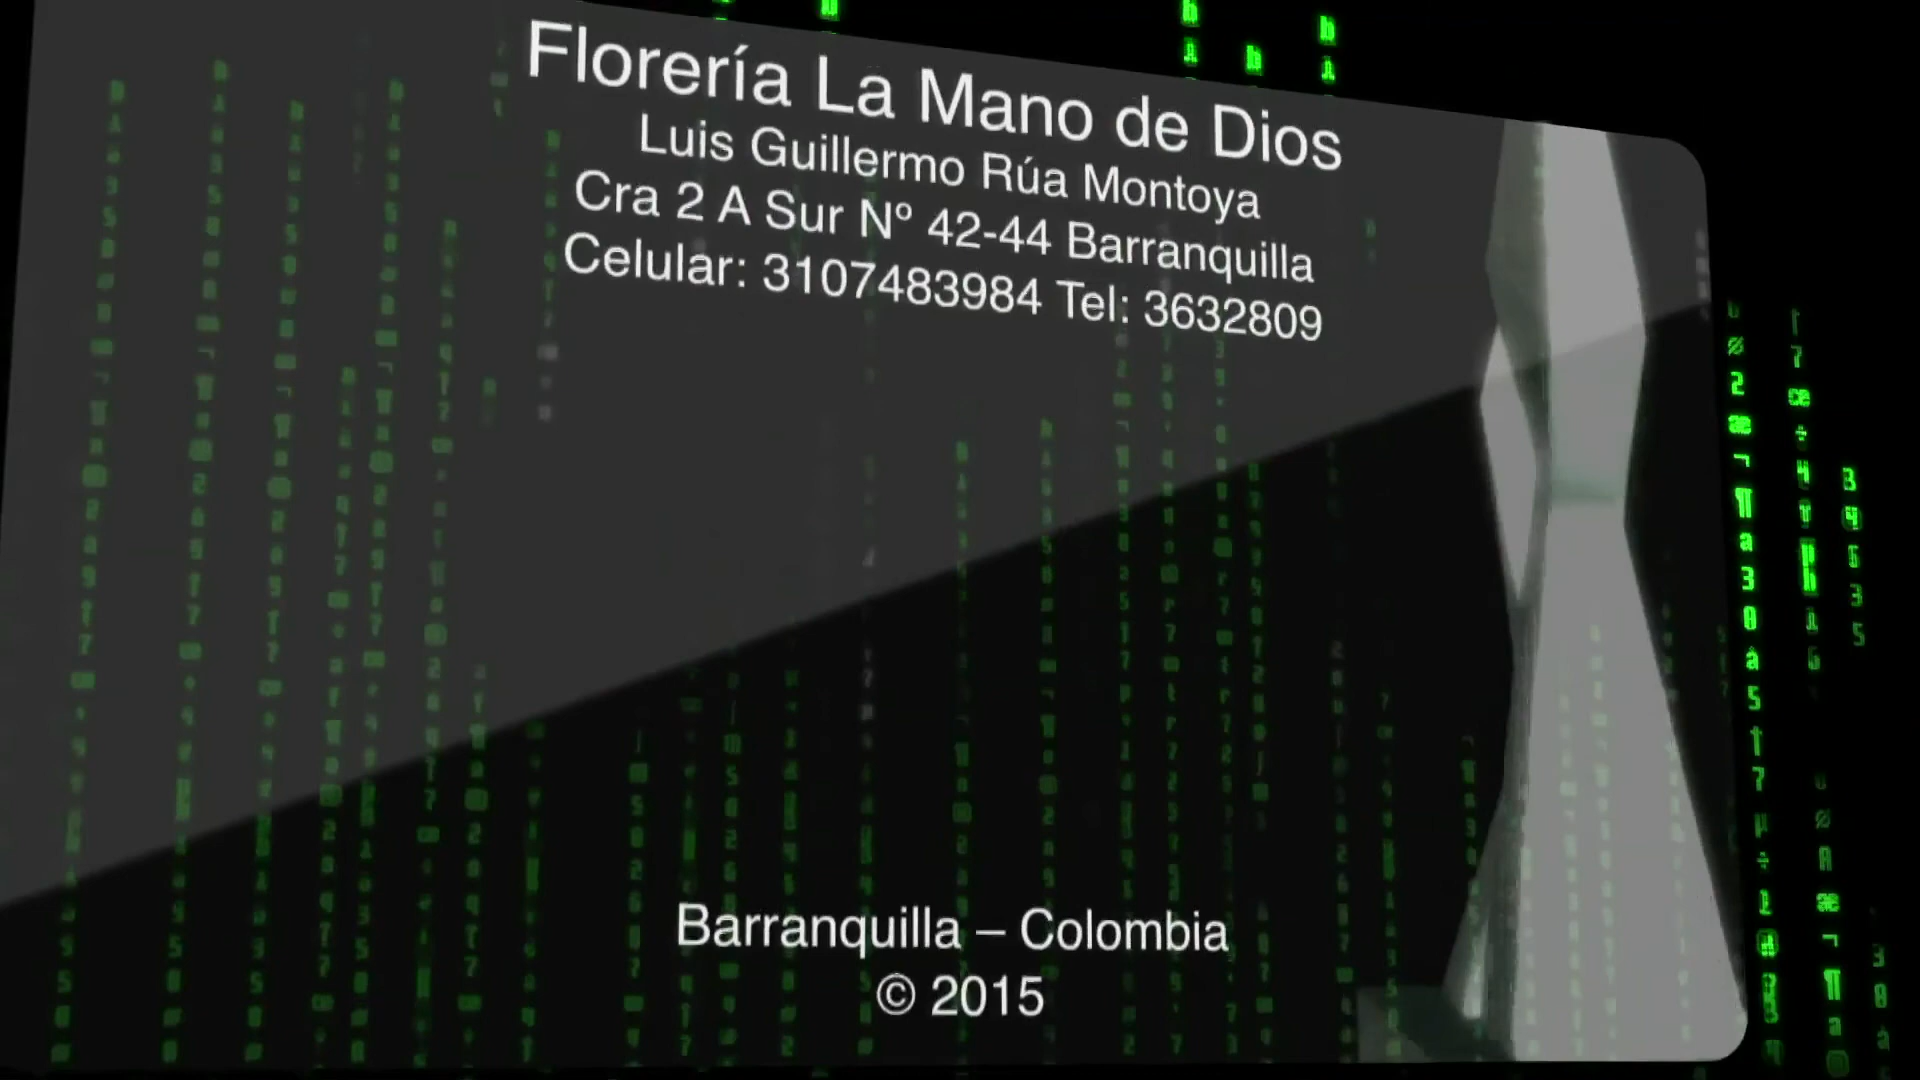 Florería La Mano de Dios
Luis Guillermo Rúa Montoya
Cra 2 A Sur Nº 42-44 Barranquilla
Celular: 3107483984 Tel: 3632809
Barranquilla – Colombia
© 2015